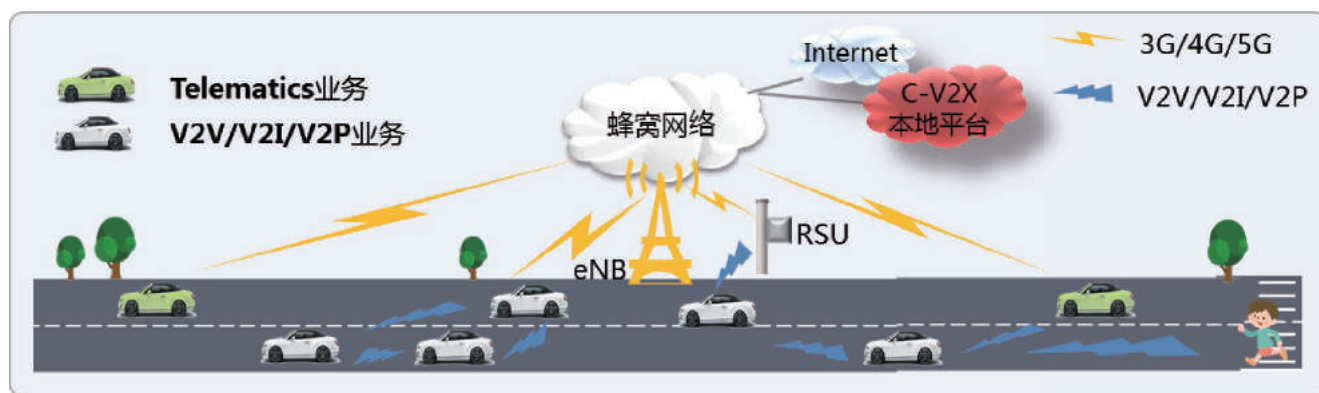 Telematics业务
V2V/V2I/V2P业务
Internet
C-V2X
本地平台
蜂窝网络
3G/4G/5G
V2V/V2I/V2P
eNB
RSU